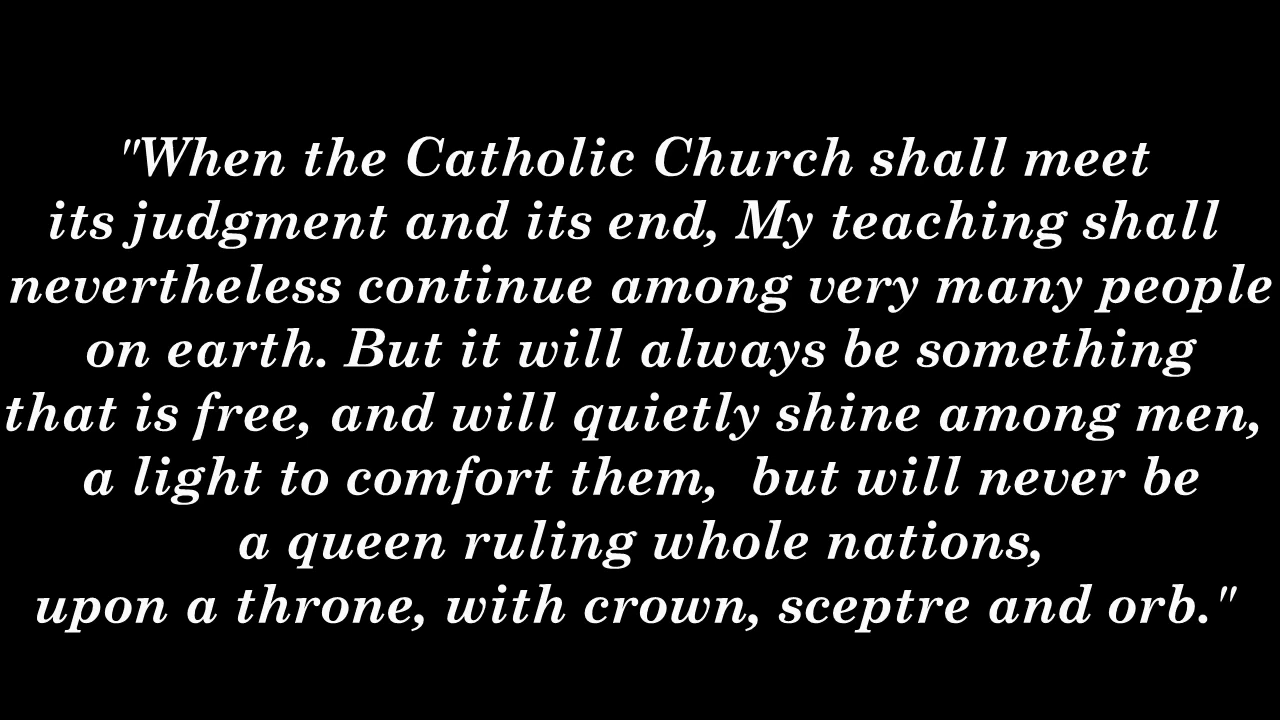 "When the Catholic Church shall meet
its judgment and its end, My teaching shall
nevertheless continue among very many people
on earth. But it will always be something
that is free, and will quietly shine among men,
a light to comfort them,  but will never be
a queen ruling whole nations,
upon a throne, with crown, sceptre and orb."